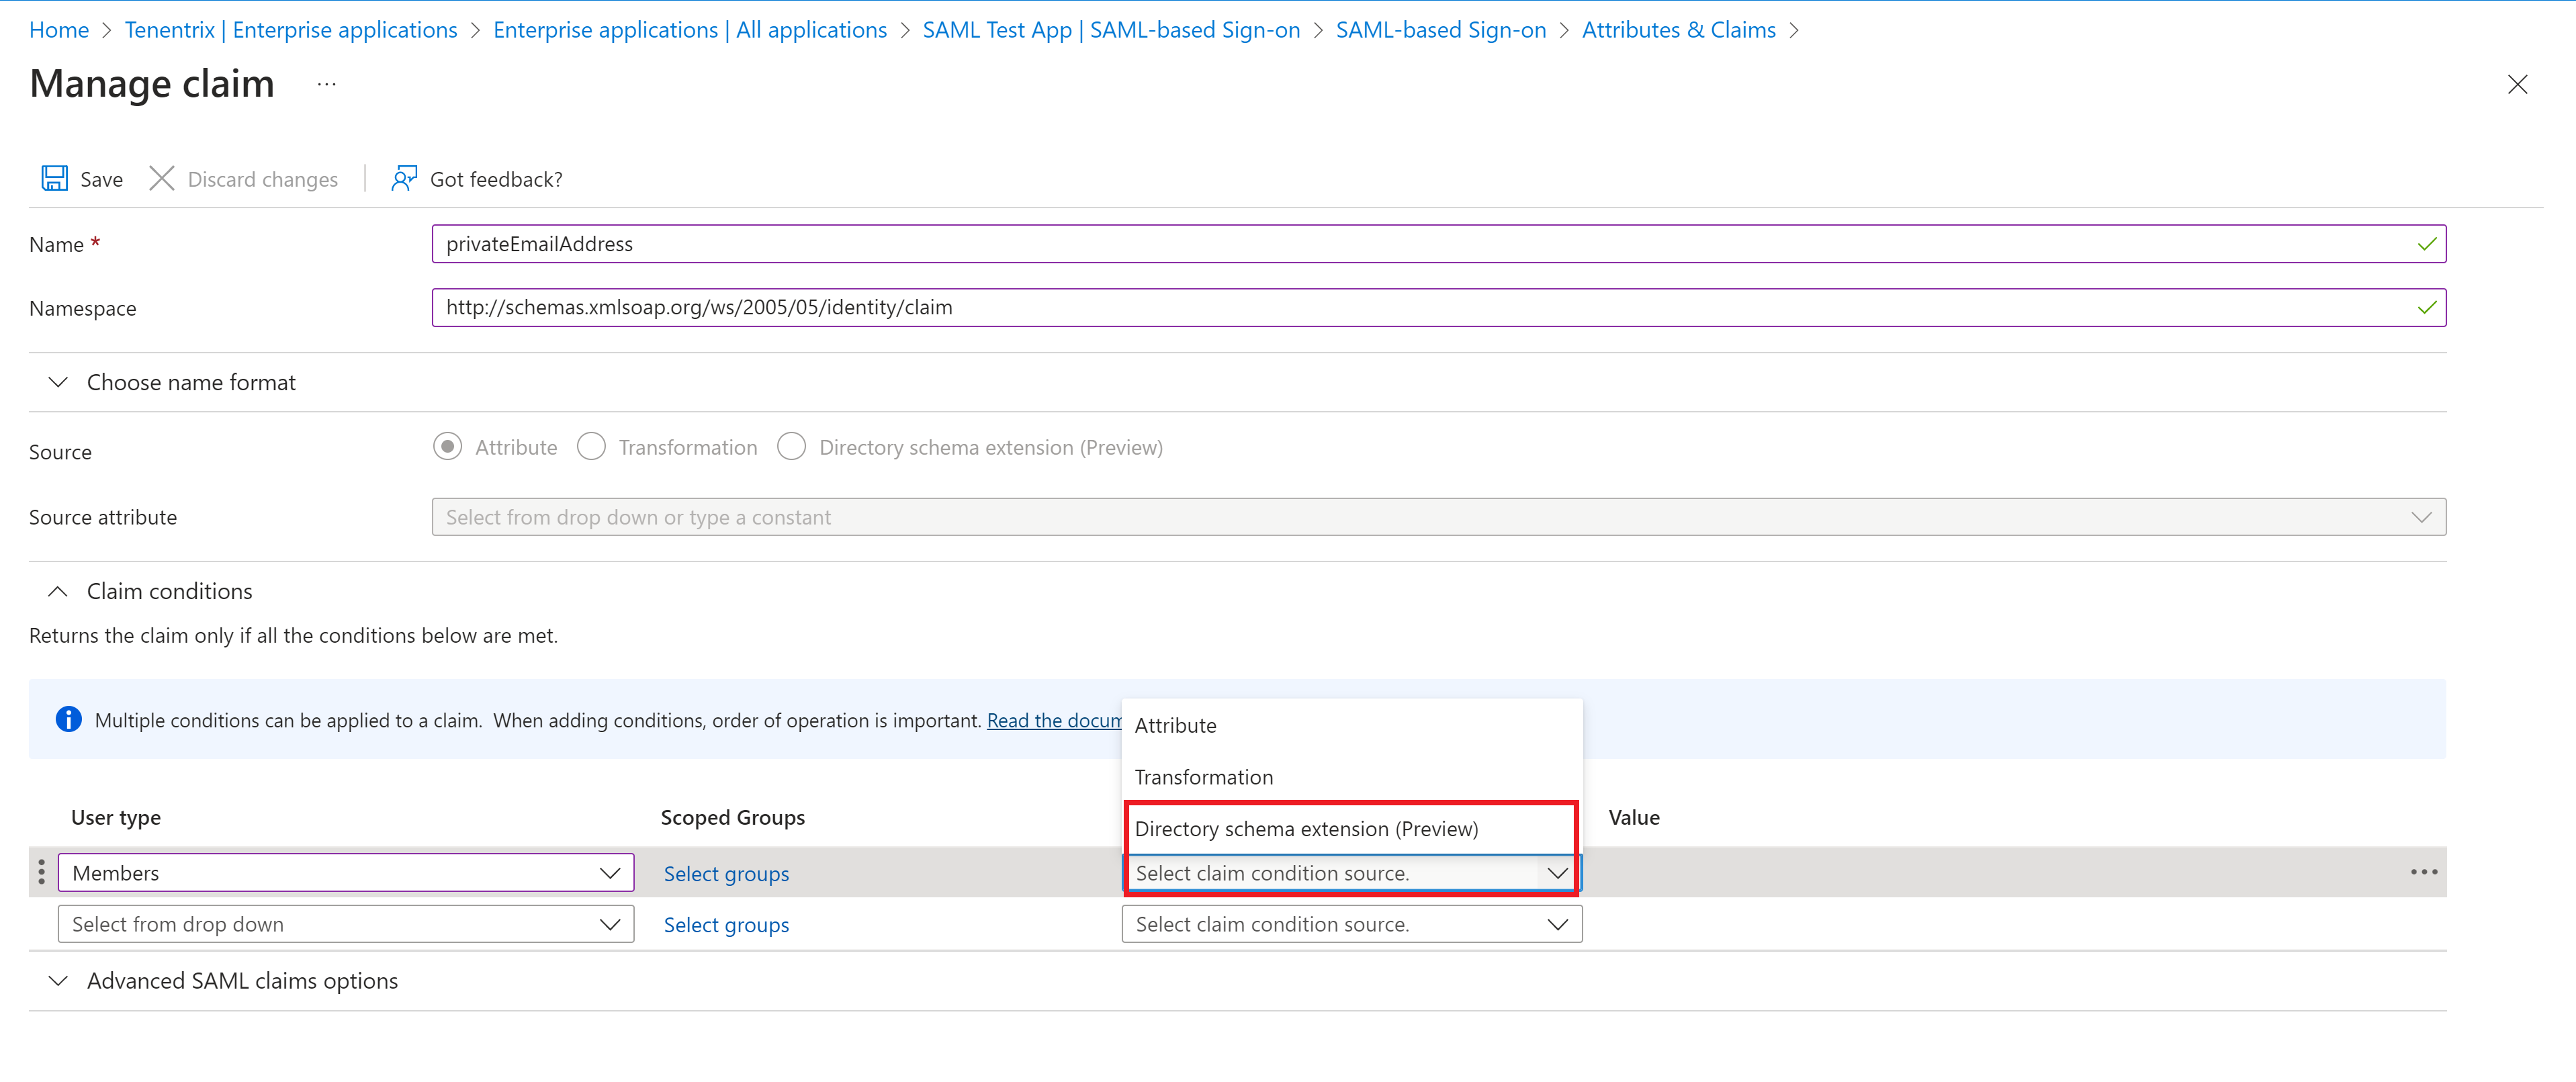 Home > Tenentrix | Enterprise applications > Enterprise applications | All applications > SAML Test App | SAML-based Sign-on > SAML-based Sign-on > Attributes & Claims >
Manage claim ...
Save Discard changes | Got feedback?
Name * privateEmailAddress
Namespace http://schemas.xmlsoap.org/ws/2005/05/identity/claim
Choose name format
Source Attribute Transformation Directory schema extension (Preview)
Source attribute Select from drop down or type a constant
Claim conditions
Returns the claim only if all the conditions below are met.
Multiple conditions can be applied to a claim. When adding conditions, order of operation is important. Read the docum
Attribute
Transformation
Directory schema extension (Preview)
User type Scoped Groups Value
Members Select groups Select claim condition source.
Select from drop down Select groups Select claim condition source.
Advanced SAML claims options